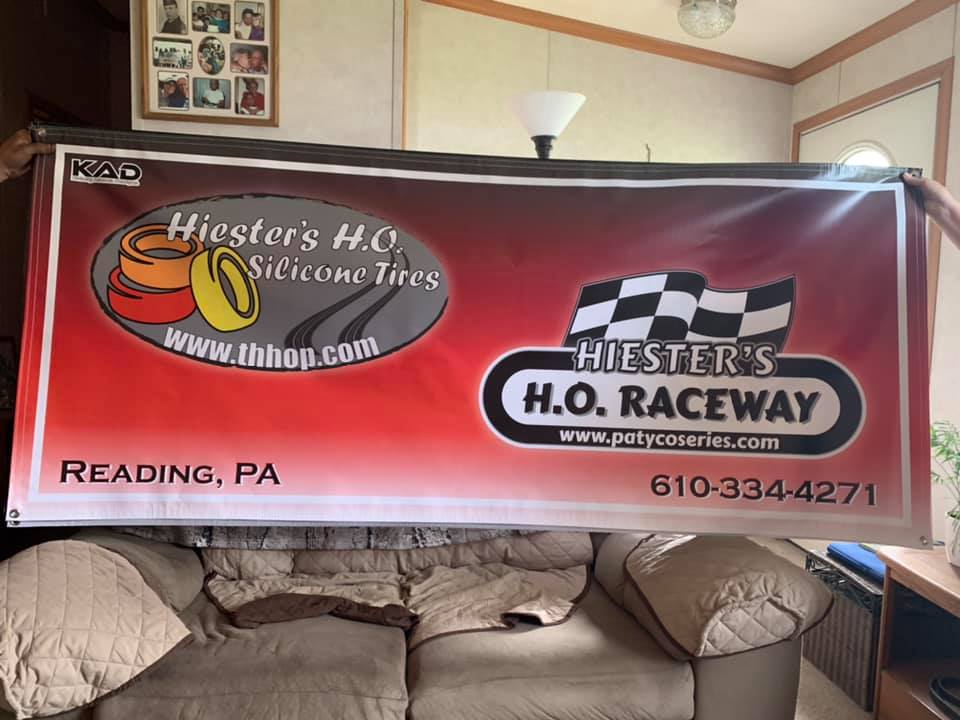 KAD
Hiester's H.O.
Silicone Tires
www.thhop.com
HIESTER'S
H.O. RACEWAY
www.patycoseries.com
READING, PA
610-334-4271